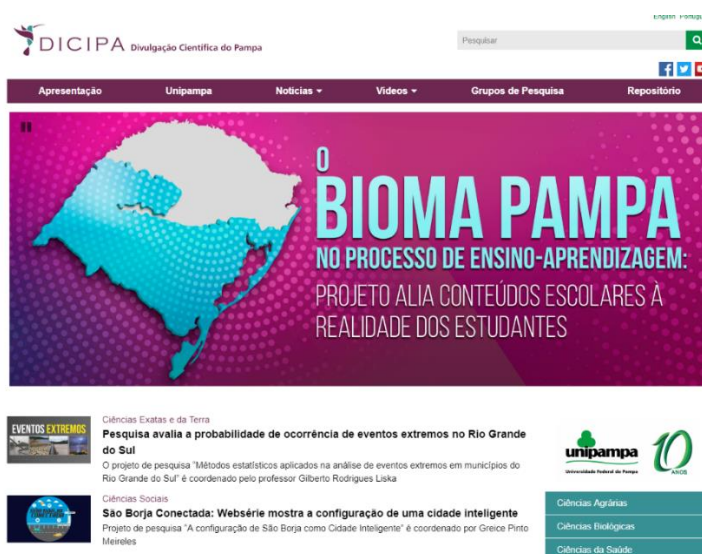 English Portugu
DICIPA Divulgação Científica do Pampa
Pesquisar
Apresentação Unipampa Notícias Vídeos Grupos de Pesquisa Repositório
O
BIOMA PAMPA
NO PROCESSO DE ENSINO-APRENDIZAGEM:
PROJETO ALIA CONTEÚDOS ESCOLARES À
REALIDADE DOS ESTUDANTES
EVENTOS EXTREMOS
Ciências Exatas e da Terra
Pesquisa avalia a probabilidade de ocorrência de eventos extremos no Rio Grande
do Sul
O projeto de pesquisa "Métodos estatísticos aplicados na análise de eventos extremos em municípios do
Rio Grande do Sul" é coordenado pelo professor Gilberto Rodrigues Liska
Ciências Sociais
São Borja Conectada: Websérie mostra a configuração de uma cidade inteligente
Projeto de pesquisa "A configuração de São Borja como Cidade Inteligente" é coordenado por Greice Pinto
Meireles
unipampa
Universidade Federal do Pampa
10
ANOS
Ciências Agrárias
Ciências Biológicas
Ciências da Saúde